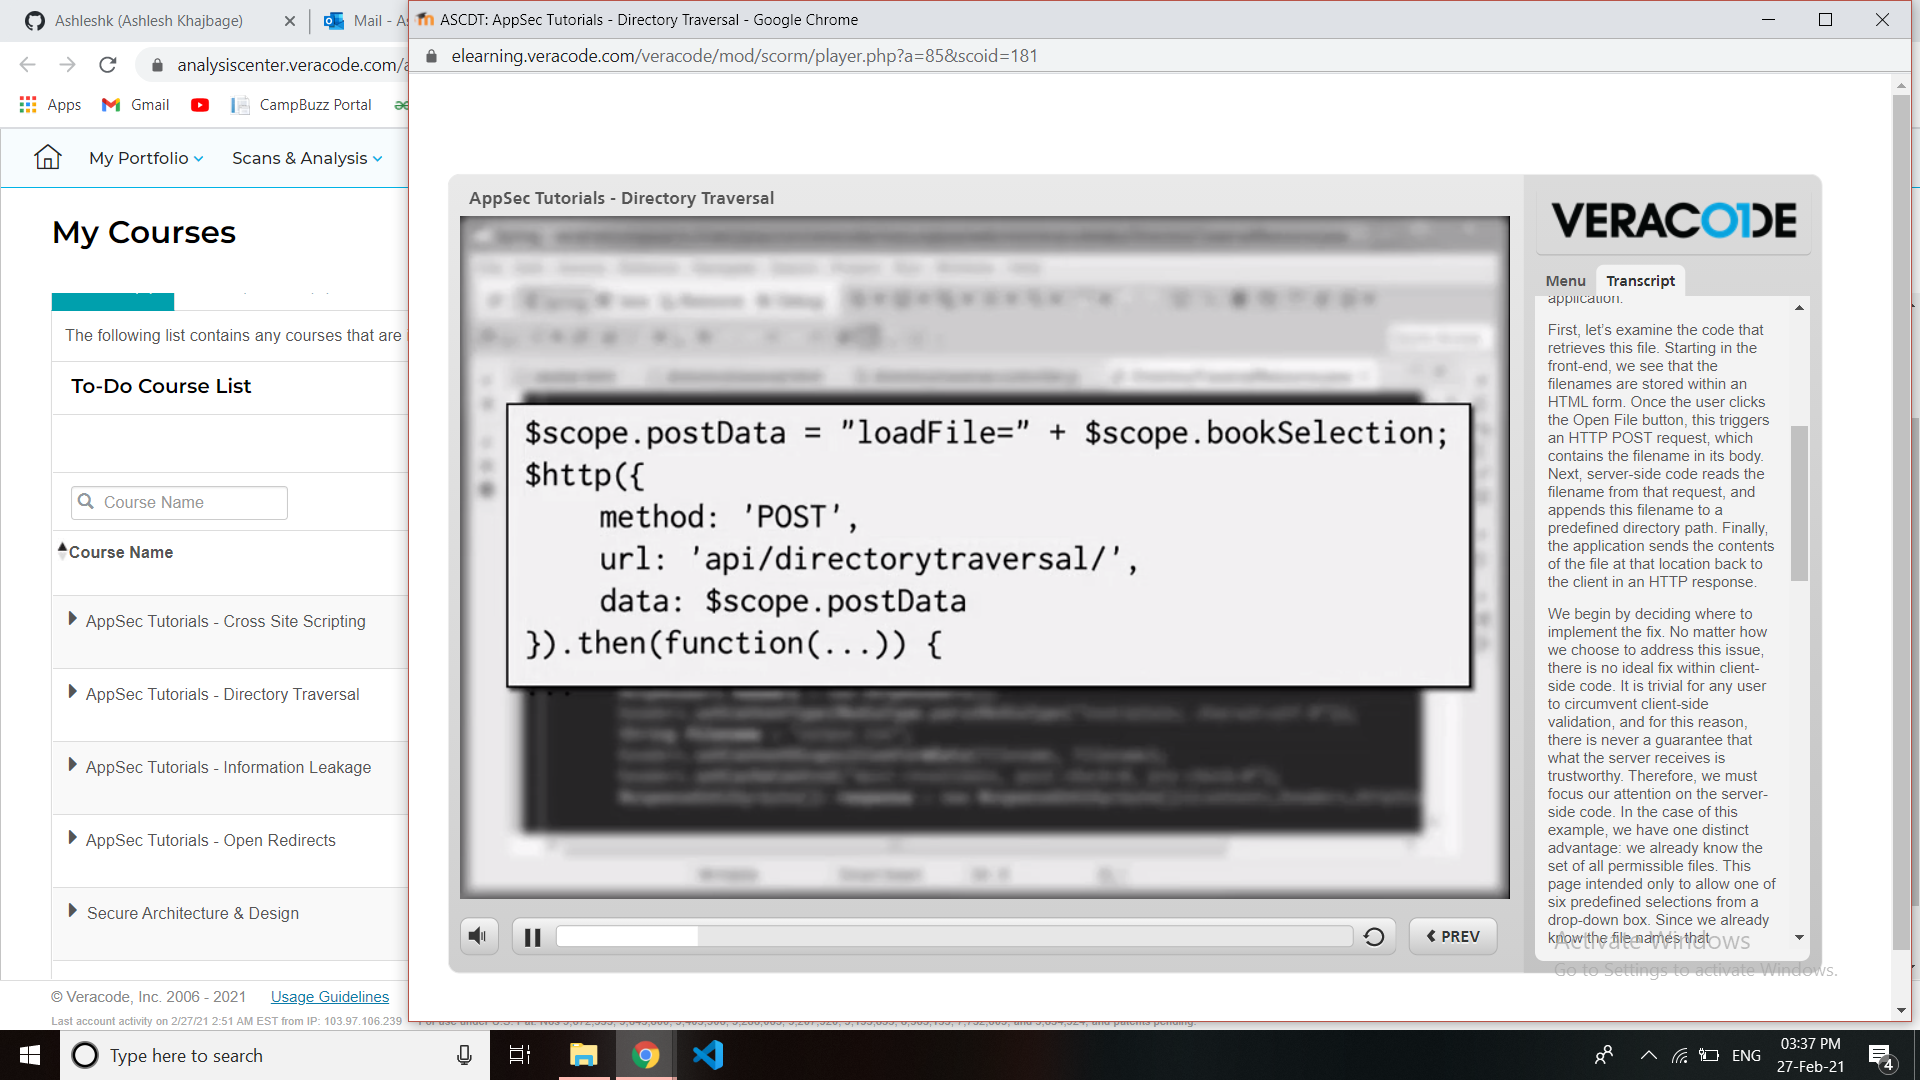 Ashleshk (Ashlesh Khajbage)
Mail - As
ASCDT: AppSec Tutorials - Directory Traversal - Google Chrome
analysiscenter.veracode.com/a
elearning.veracode.com/veracode/mod/scorm/player.php?a=85&scoid=181
Apps
Gmail
CampBuzz Portal
My Portfolio
Scans & Analysis
My Courses
The following list contains any courses that are
To-Do Course List
Course Name
Course Name
AppSec Tutorials - Cross Site Scripting
AppSec Tutorials - Directory Traversal
AppSec Tutorials - Information Leakage
AppSec Tutorials - Open Redirects
Secure Architecture & Design
© Veracode, Inc. 2006 - 2021
Usage Guidelines
Last account activity on 2/27/21 2:51 AM EST from IP: 103.97.106.239
AppSec Tutorials - Directory Traversal
$scope.postData = "loadFile=" + $scope.bookSelection;
$http({
method: 'POST',
url: 'api/directorytraversal/',
data: $scope.postData
}).then(function(...)) {
...
PREV
VERACODE
Menu
Transcript
application.
First, let's examine the code that
retrieves this file. Starting in the
front-end, we see that the
filenames are stored within an
HTML form. Once the user clicks
the Open File button, this triggers
an HTTP POST request, which
contains the filename in its body.
Next, server-side code reads the
filename from that request, and
appends this filename to a
predefined directory path. Finally,
the application sends the contents
of the file at that location back to
the client in an HTTP response.
We begin by deciding where to
implement the fix. No matter how
we choose to address this issue,
there is no ideal fix within client-
side code. It is trivial for any user
to circumvent client-side
validation, and for this reason,
there is never a guarantee that
what the server receives is
trustworthy. Therefore, we must
focus our attention on the server-
side code. In the case of this
example, we have one distinct
advantage: we already know the
set of all permissible files. This
page intended only to allow one of
six predefined selections from a
drop-down box. Since we already
know the file names that
Activate Windows
Go to Settings to activate Windows.
Type here to search
ENG
03:37 PM
27-Feb-21
4